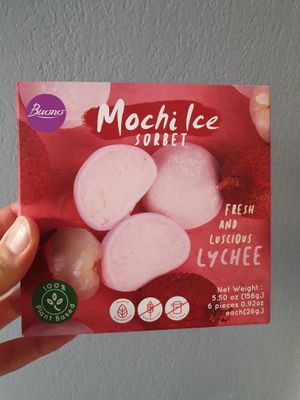 Buono
Mochi Ice
SORBET
FRESH
AND
LUSCIOUS
LYCHEE
100%
Plant Based
Net Weight :
5.50 oz (156g.)
6 pieces 0.92oz
each(26g.)